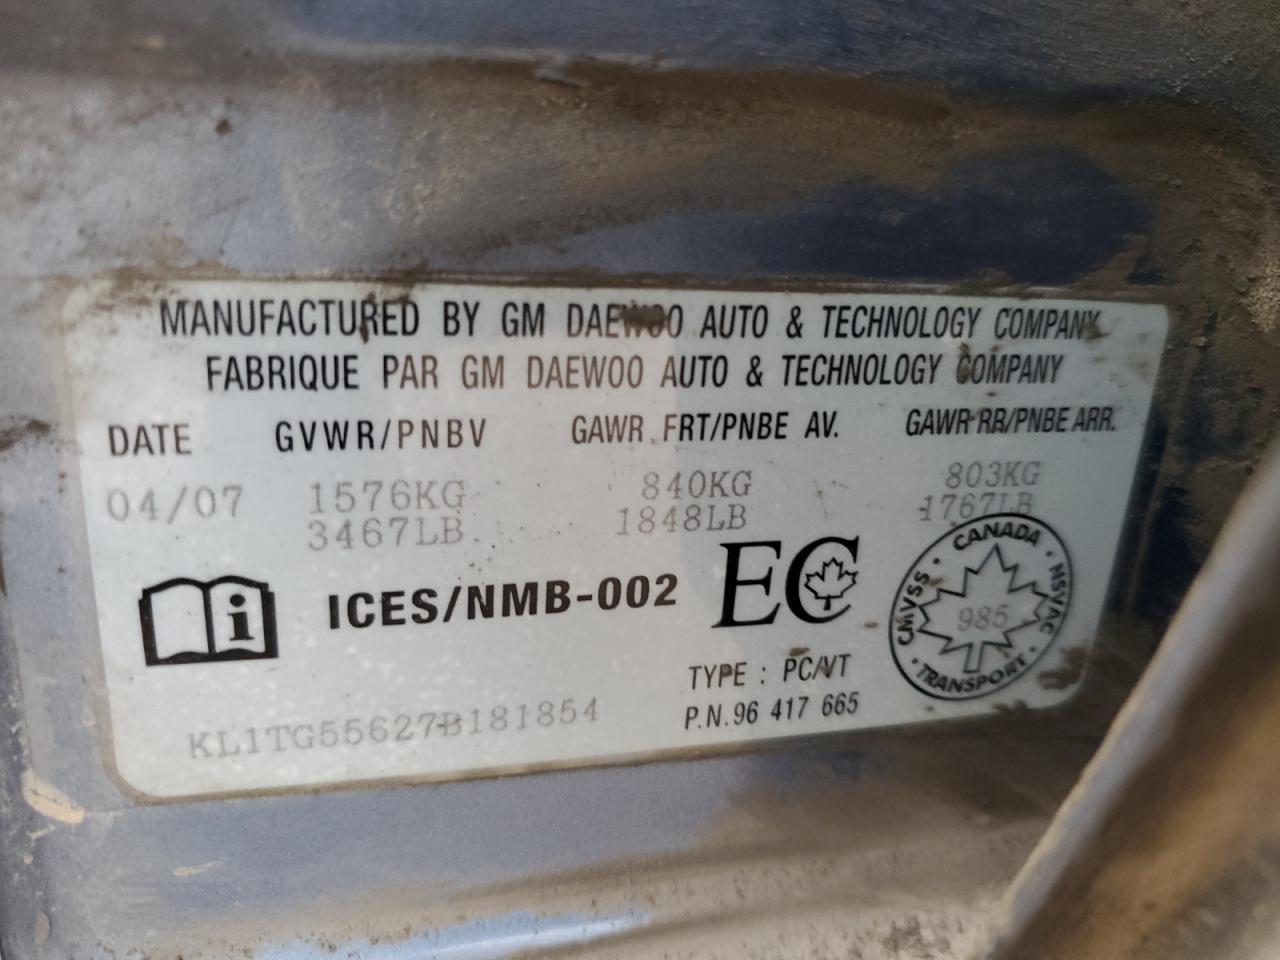 MANUFACTURED BY GM DAEWOO AUTO & TECHNOLOGY COMPANY
FABRIQUE PAR GM DAEWOO AUTO & TECHNOLOGY COMPANY
DATE GVWR/PNBV GAWR FRT/PNBE AV. GAWR RR/PNBE ARR.
04/07 1576KG 840KG 803KG
3467LB 1848LB 1767LB
i ICES/NMB-002 EC
CANADA · NSVAC · TRANSPORT · CMVSS ·
985
TYPE : PC/VT
KL1TG55627B181854 P.N.96 417 665